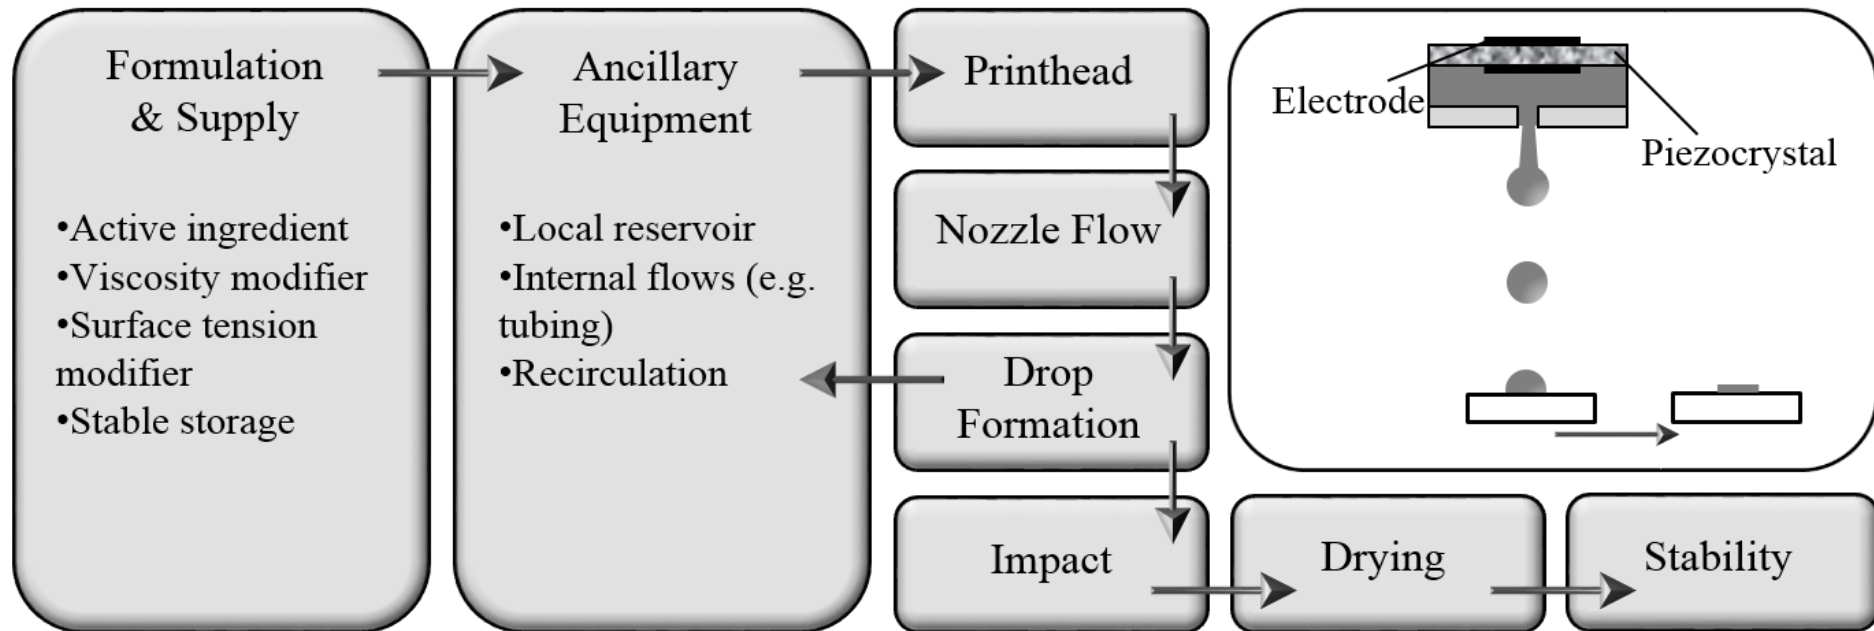 Formulation
& Supply
•Active ingredient
•Viscosity modifier
•Surface tension
modifier
•Stable storage
Ancillary
Equipment
•Local reservoir
•Internal flows (e.g.
tubing)
•Recirculation
Printhead
Nozzle Flow
Drop
Formation
Impact
Drying
Stability
Electrode
Piezocrystal